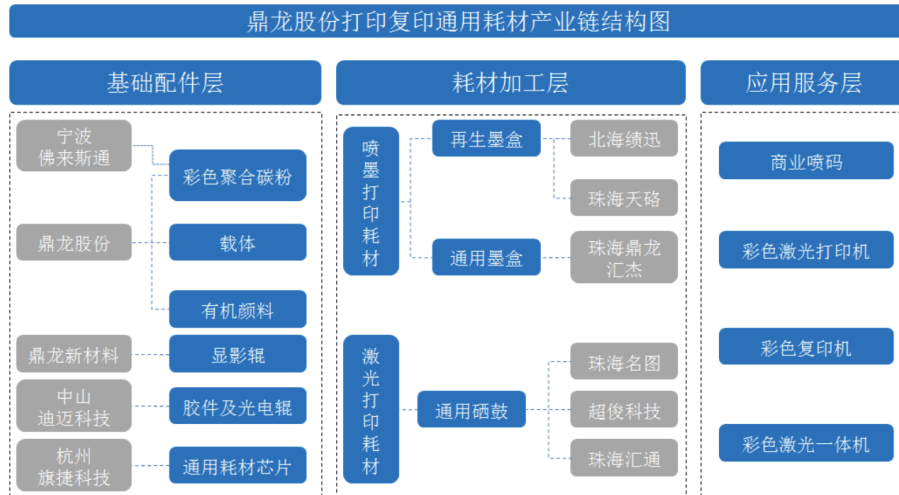 鼎龙股份打印复印通用耗材产业链结构图
基础配件层
耗材加工层
应用服务层
宁波
佛来斯通
彩色聚合碳粉
鼎龙股份
载体
有机颜料
鼎龙新材料
显影辊
中山
迪迈科技
胶件及光电辊
杭州
旗捷科技
通用耗材芯片
喷墨打印耗材
再生墨盒
北海绩迅
珠海天硌
通用墨盒
珠海鼎龙
汇杰
激光打印耗材
通用硒鼓
珠海名图
超俊科技
珠海汇通
商业喷码
彩色激光打印机
彩色复印机
彩色激光一体机